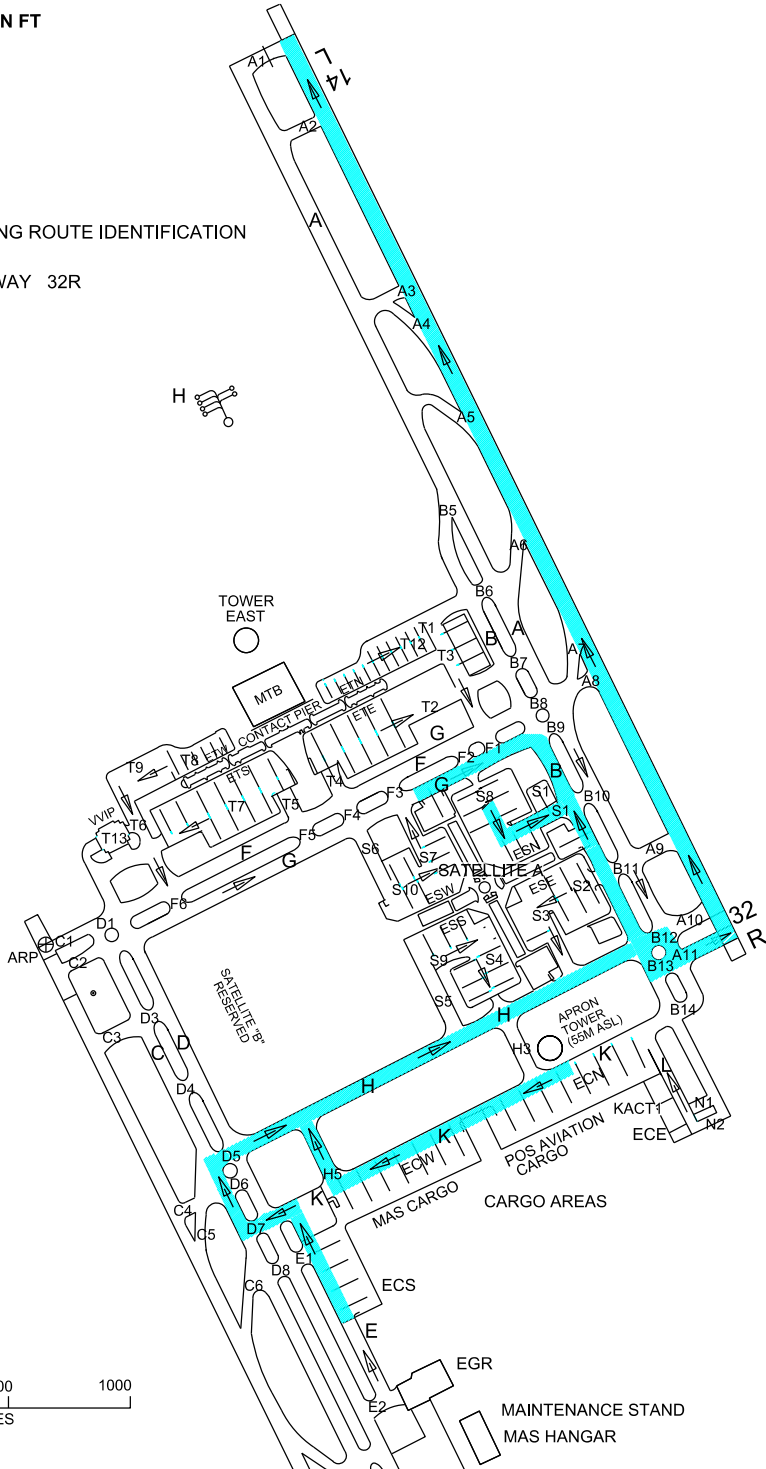 N FT
A1
14
L
A2
A
NG ROUTE IDENTIFICATION
WAY 32R
A3
A4
H
A5
B5
A6
B6
TOWER
EAST
T1
T12
B
A
T3
A7
A8
B7
MTB
ETN
CONTACT PIER
ETE
T2
B8
G
B9
ETW
T9
T8
ETS
F
F2
F1
T4
B
G
S8
S1
VVIP
T7
T5
F3
S1
B10
T13
T6
F4
F5
S6
S7
ESN
A9
F
G
SATELLITE A
B11
S10
ESW
ESE
S2
F6
ESS
S3
A10
32
R
D1
C1
ARP
C2
S9
S4
B12
A11
B13
SATELLITE "B"
RESERVED
S5
B14
D3
H
APRON
TOWER
(55M ASL)
C3
C
D
H3
K
L
D4
H
ECN
KACT1
N1
N2
ECE
K
POS AVIATION
CARGO
D5
H5
ECW
D6
K
MAS CARGO
CARGO AREAS
C4
C5
D7
E1
D8
C6
ECS
E
EGR
00
1000
ES
E2
MAINTENANCE STAND
MAS HANGAR